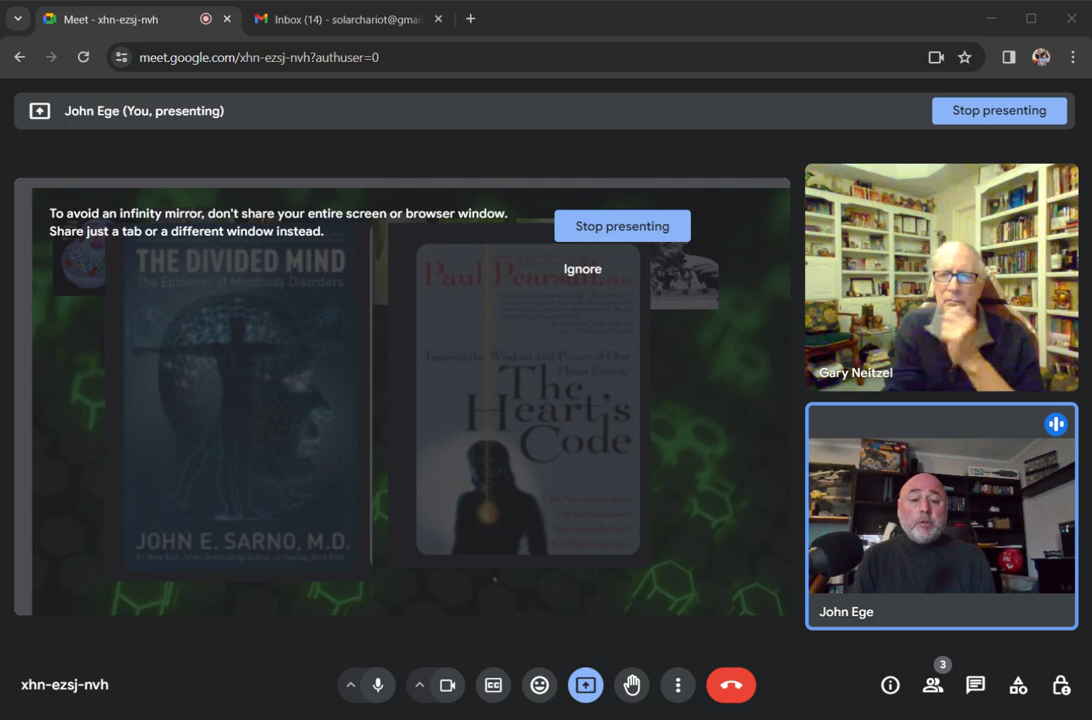 Meet - xhn-ezsj-nvh
Inbox (14) - solarchariot@gmai
meet.google.com/xhn-ezsj-nvh?authuser=0
John Ege (You, presenting)
Stop presenting
To avoid an infinity mirror, don't share your entire screen or browser window.
Share just a tab or a different window instead.
Stop presenting
Ignore
THE DIVIDED MIND
The Epidemic of Mindbody Disorders
JOHN E. SARNO, M.D.
Paul Pearsall, Ph.D.
Tapping the Wisdom and Power of Our
Heart Energy
The
Heart's
Code
Gary Neitzel
John Ege
xhn-ezsj-nvh
CC
3